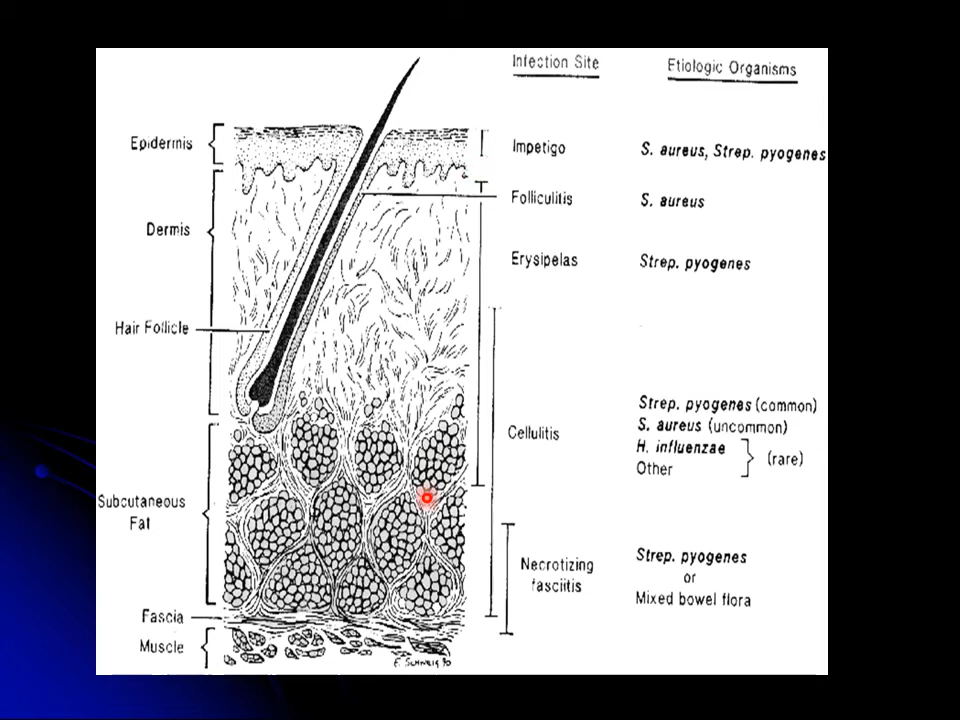 Infection Site
Etiologic Organisms
Epidermis
Impetigo
S. aureus, Strep. pyogenes
Folliculitis
S. aureus
Dermis
Erysipelas
Strep. pyogenes
Hair Follicle
Strep. pyogenes (common)
S. aureus (uncommon)
Cellulitis
H. influenzae
Other
(rare)
Subcutaneous
Fat
Necrotizing
fasciitis
Strep. pyogenes
or
Mixed bowel flora
Fascia
Muscle